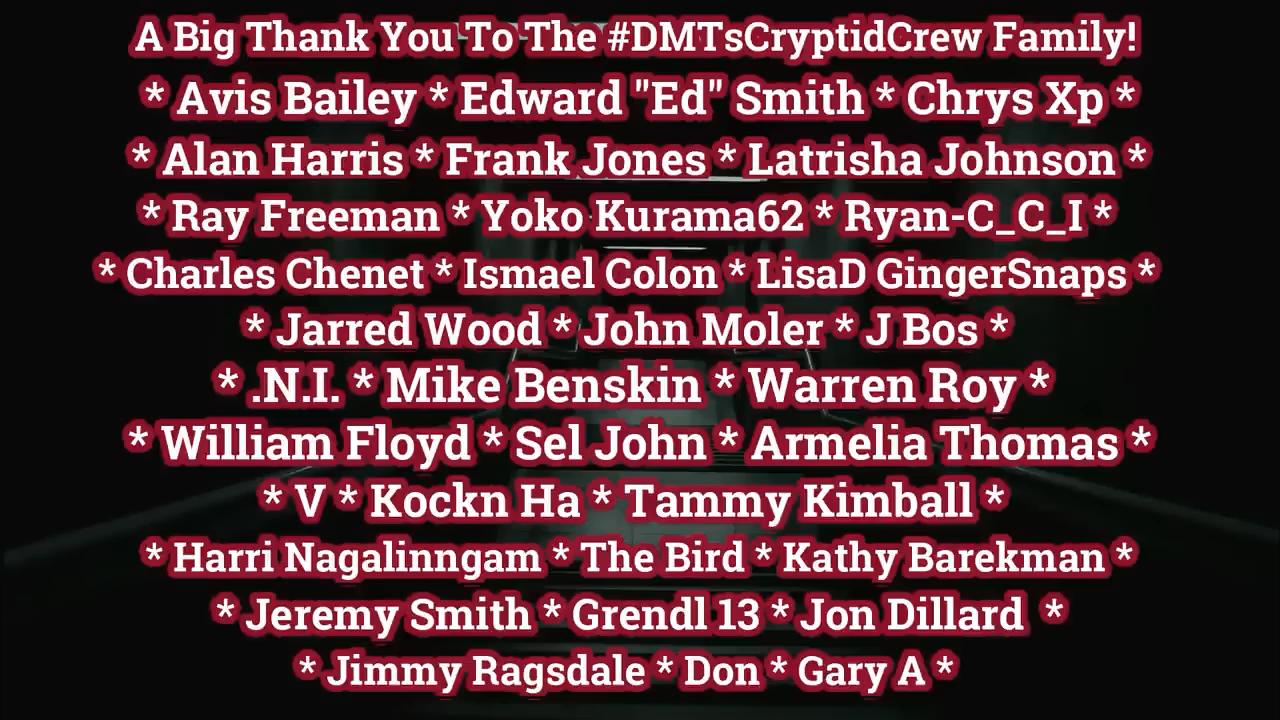 A Big Thank You To The #DMTsCryptidCrew Family!
* Avis Bailey * Edward "Ed" Smith * Chrys Xp *
* Alan Harris * Frank Jones * Latrisha Johnson *
* Ray Freeman * Yoko Kurama62 * Ryan-C_C_I *
* Charles Chenet * Ismael Colon * LisaD GingerSnaps *
* Jarred Wood * John Moler * J Bos *
* .N.I. * Mike Benskin * Warren Roy *
* William Floyd * Sel John * Armelia Thomas *
* V * Kockn Ha * Tammy Kimball *
* Harri Nagalinngam * The Bird * Kathy Barekman *
* Jeremy Smith * Grendl 13 * Jon Dillard *
* Jimmy Ragsdale * Don * Gary A *